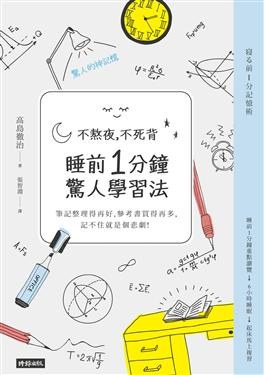 寝る前1分記憶術
驚人的神記憶
不熬夜,不死背
睡前1分鐘
驚人學習法
筆記整理得再好,參考書買得再多,
記不住就是個悲劇!
高島徹治
著
張智淵
譯
睡前1分鐘重點瀏覽→6小時睡眠→起床馬上複習
OFFICE
A = F·S
E=mc²
時報出版